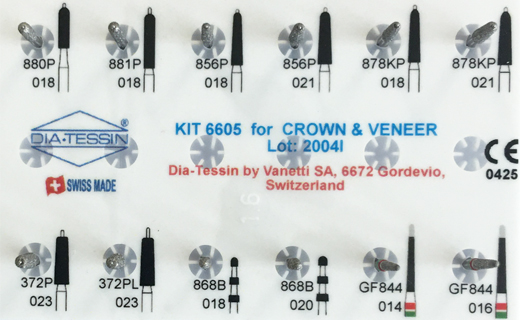 880P 881P 856P 856P 878KP 878KP
018 018 018 021 018 021
DIA-TESSIN
KIT 6605 for CROWN & VENEER
Lot: 2004I
Dia-Tessin by Vanetti SA, 6672 Gordevio,
Switzerland
CE
0425
SWISS MADE
16
372P 372PL 868B 868B GF844 GF844
023 023 018 020 014 016